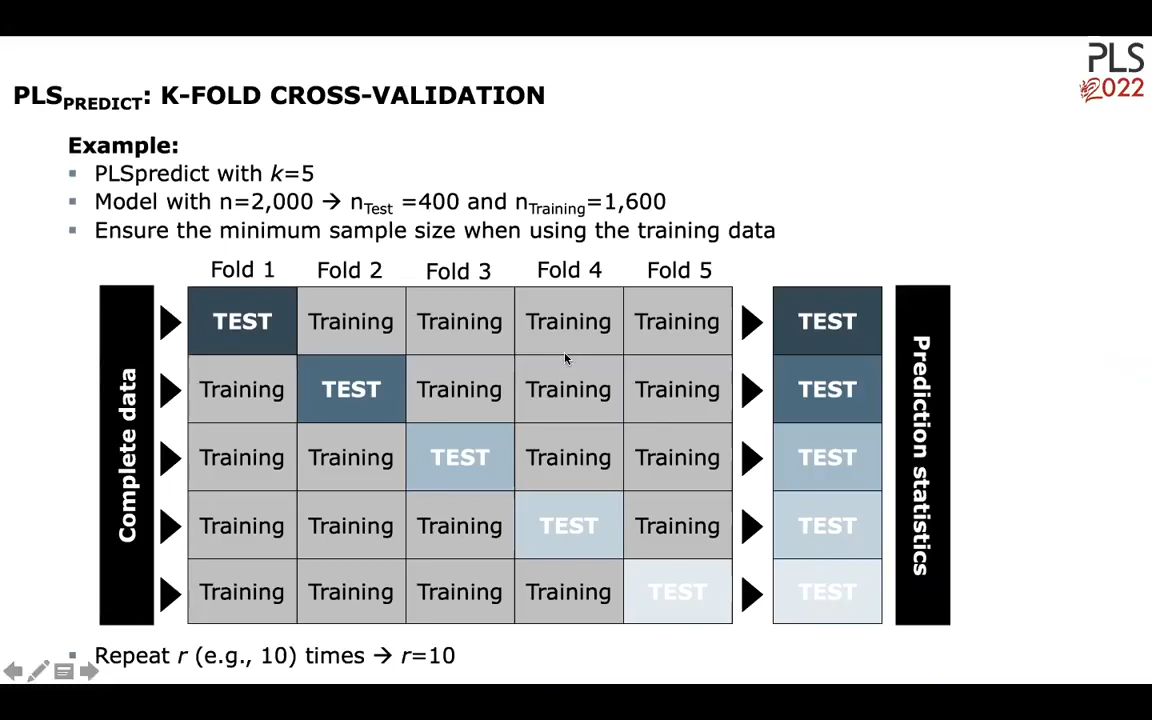 PLS
2022
PLSPREDICT: K-FOLD CROSS-VALIDATION
Example:
▪ PLSpredict with k=5
▪ Model with n=2,000 → nTest =400 and nTraining=1,600
▪ Ensure the minimum sample size when using the training data
Fold 1 Fold 2 Fold 3 Fold 4 Fold 5
Complete data
TEST Training Training Training Training TEST
Training TEST Training Training Training TEST
Training Training TEST Training Training TEST
Training Training Training TEST Training TEST
Training Training Training Training TEST TEST
Prediction statistics
▪ Repeat r (e.g., 10) times → r=10